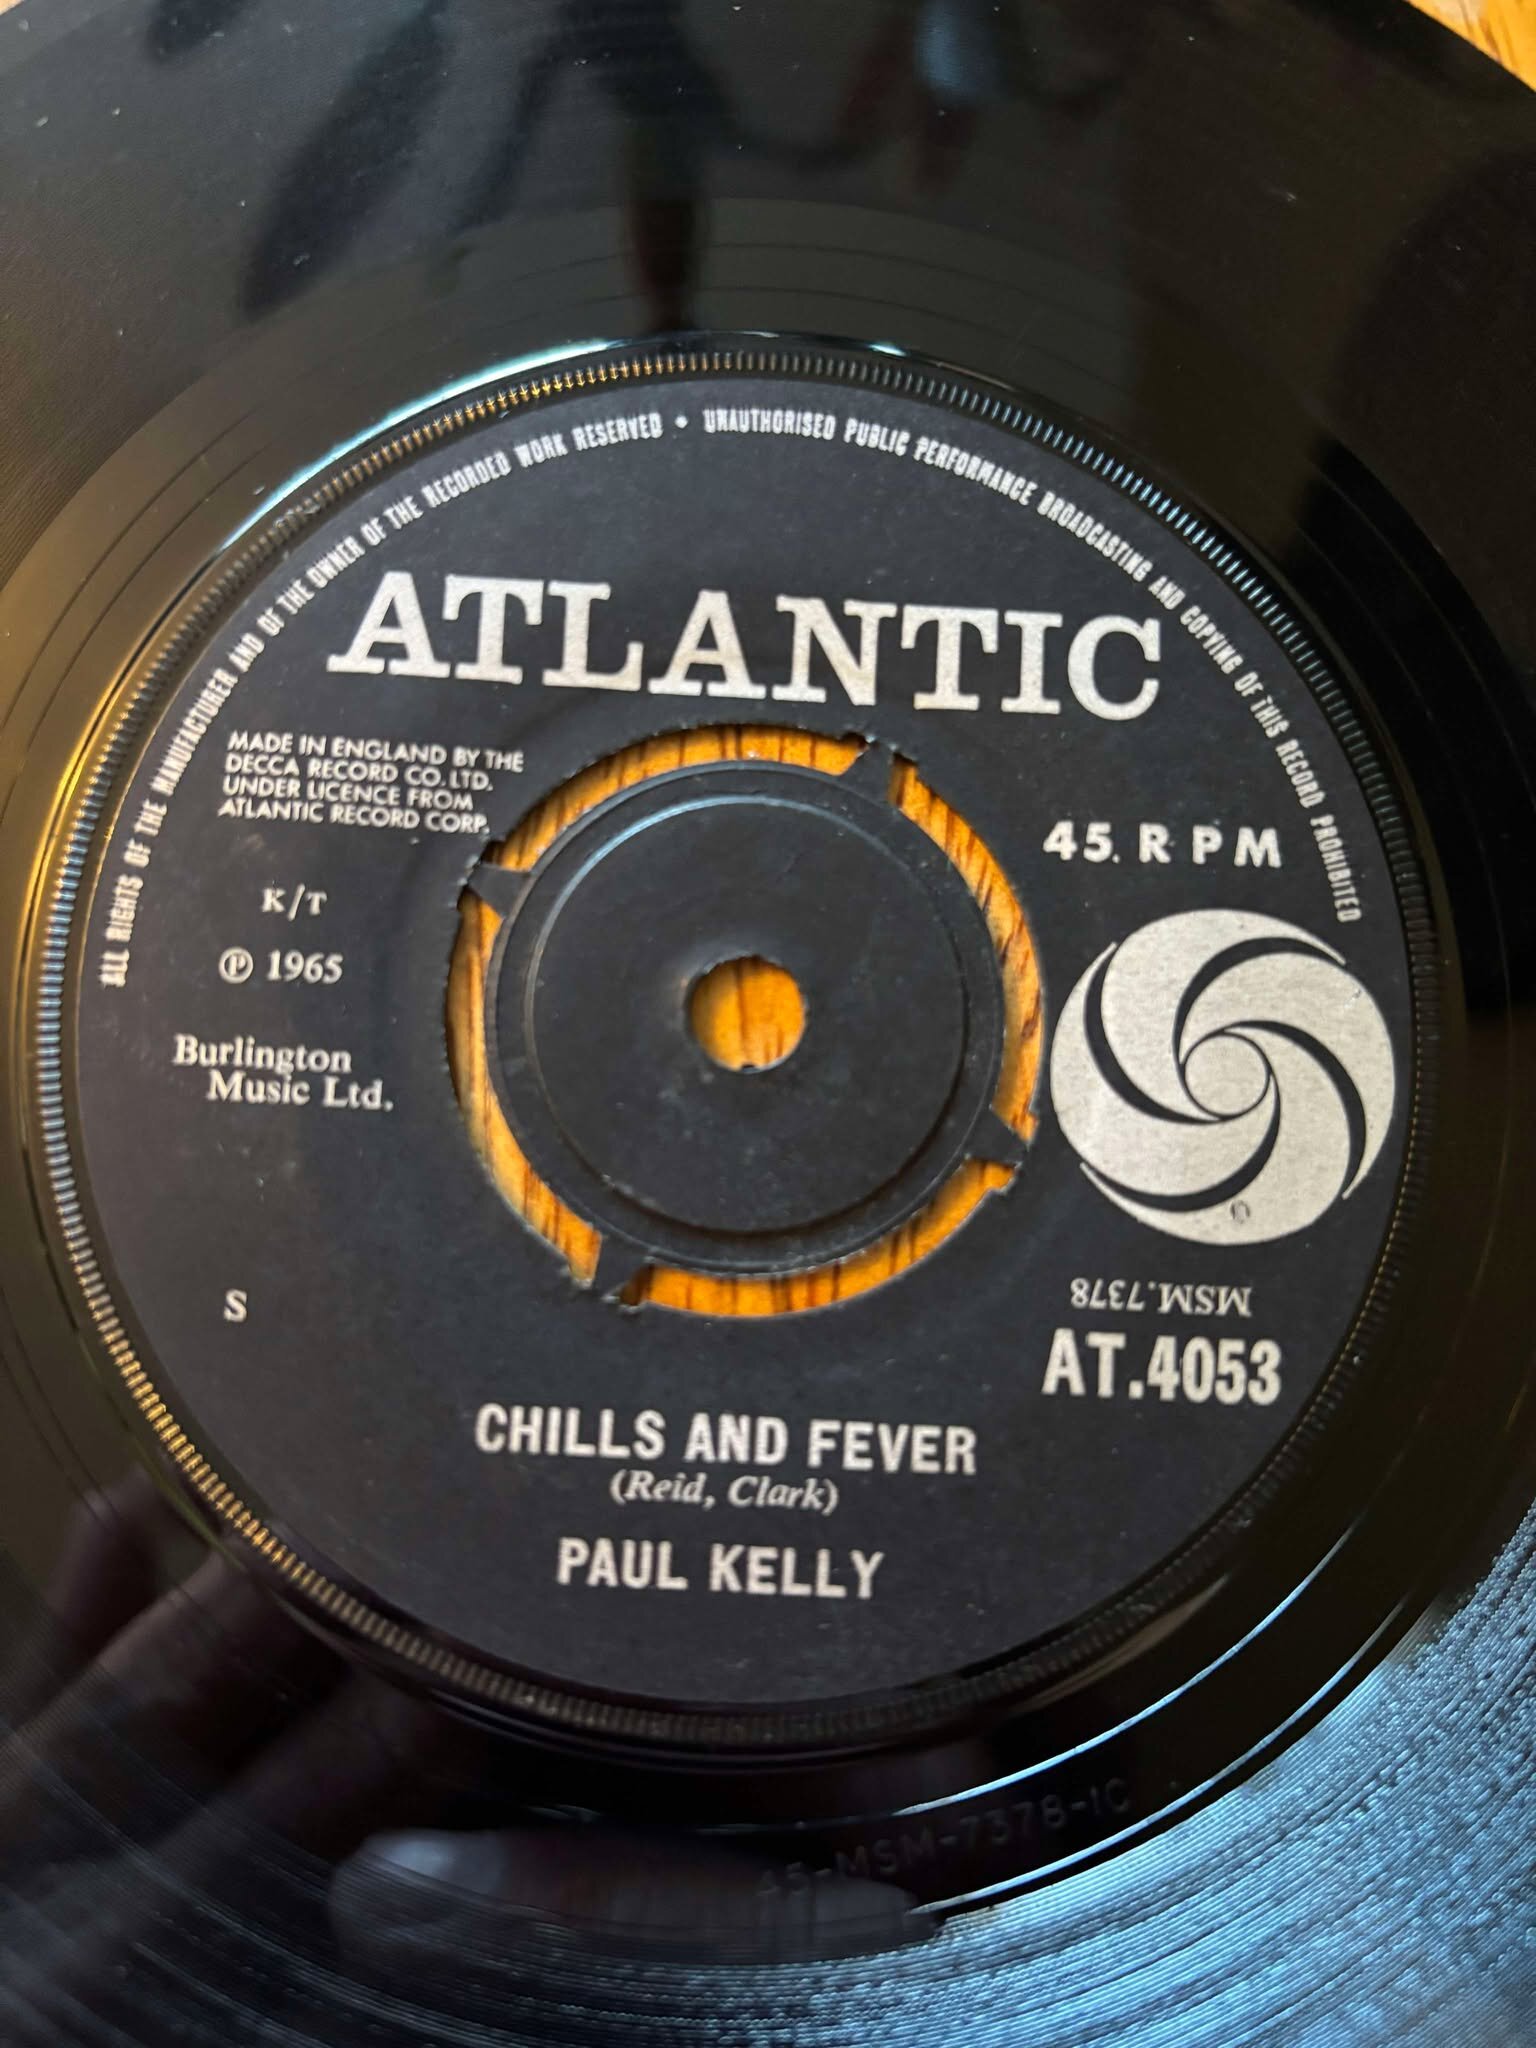 ALL RIGHTS OF THE MANUFACTURER AND OF THE OWNER OF THE RECORDED WORK RESERVED • UNAUTHORISED PUBLIC PERFORMANCE BROADCASTING AND COPYING OF THIS RECORD PROHIBITED
ATLANTIC
MADE IN ENGLAND BY THE
DECCA RECORD CO. LTD.
UNDER LICENCE FROM
ATLANTIC RECORD CORP.
45. RPM
K/T
Ⓟ 1965
Burlington
Music Ltd.
S
®
MSM.7378
AT.4053
CHILLS AND FEVER
(Reid, Clark)
PAUL KELLY
45-MSM-7378-1C